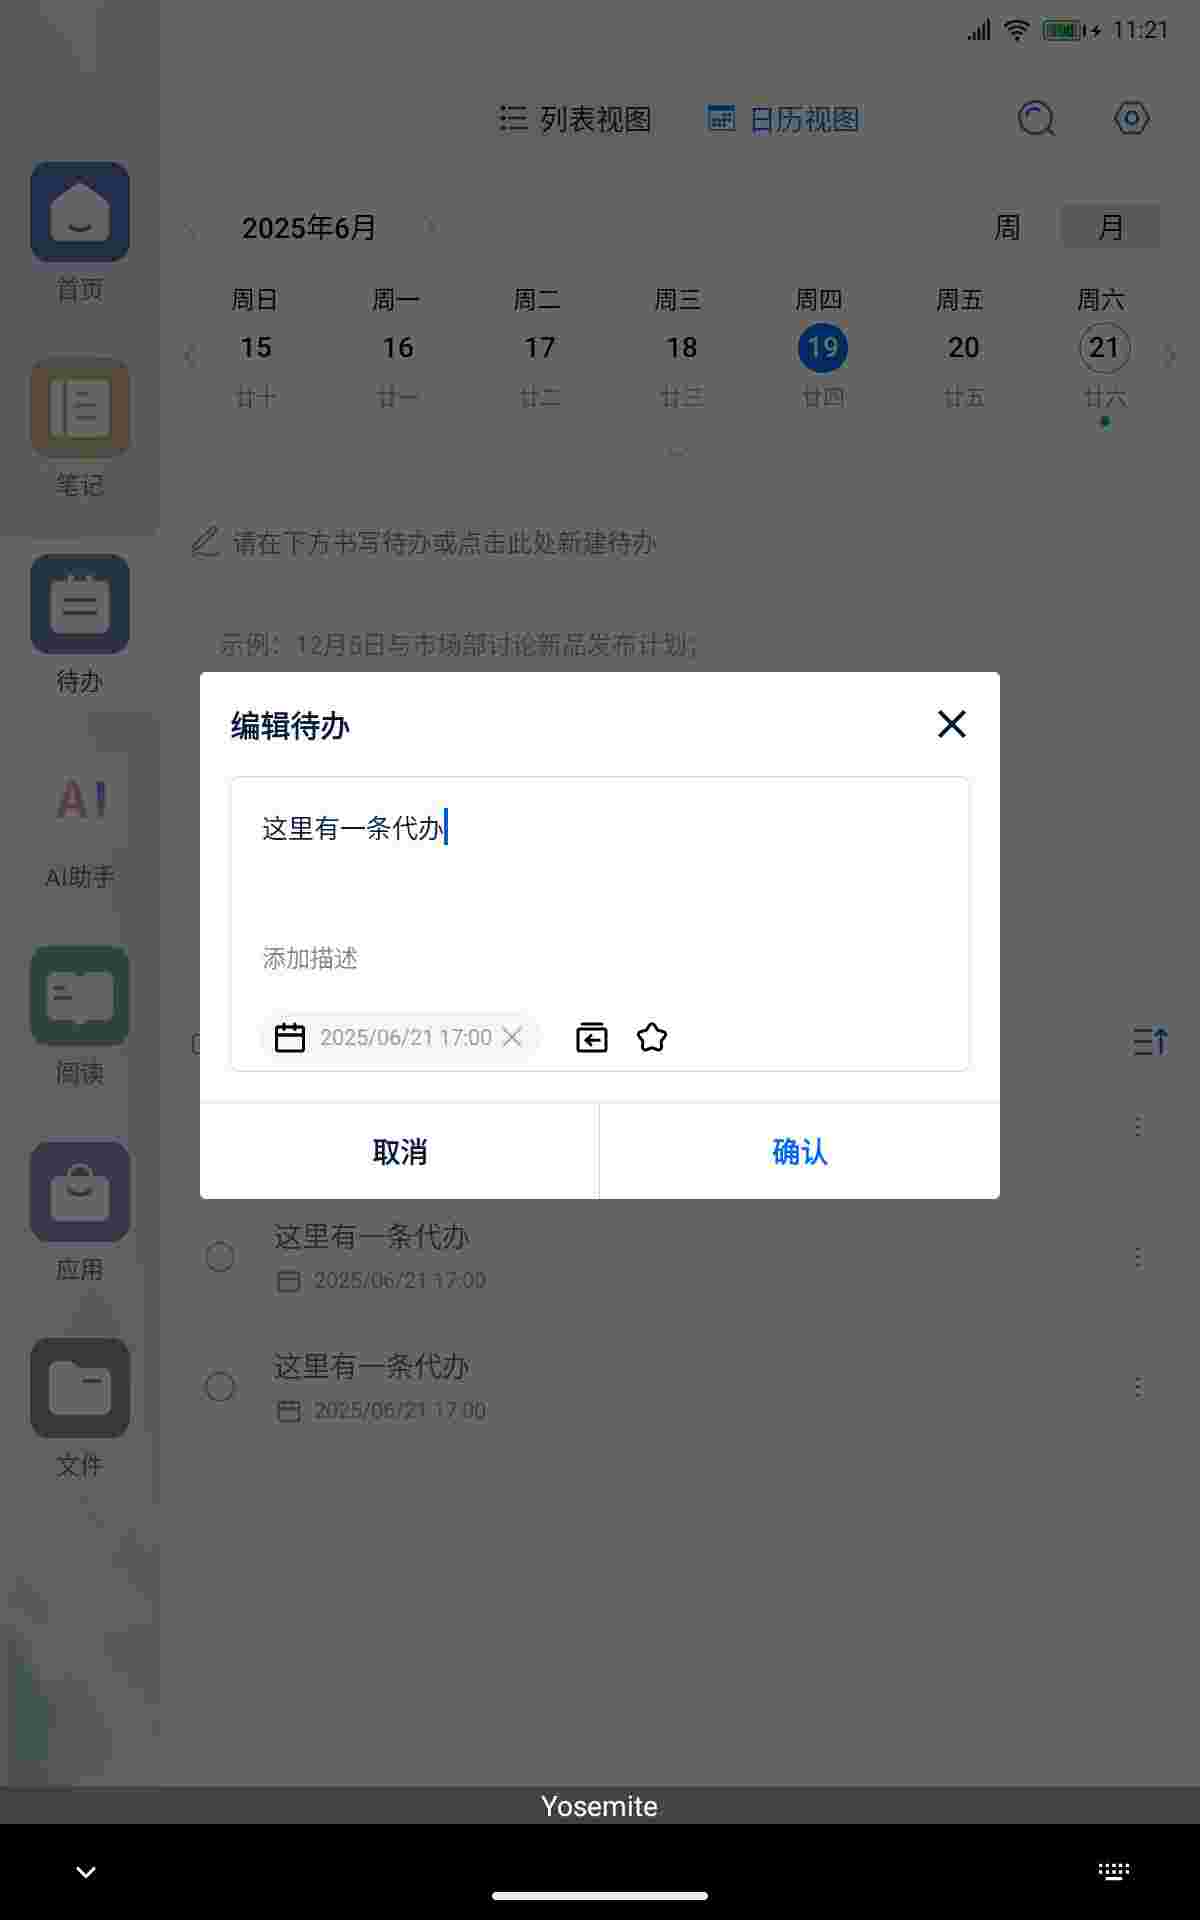 11:21
列表视图 日历视图
2025年6月 周 月
周日 周一 周二 周三 周四 周五 周六
15 16 17 18 19 20 21
廿十 廿一 廿二 廿三 廿四 廿五 廿六
请在下方书写待办或点击此处新建待办
示例：12月6日与市场部讨论新品发布计划；
首页
笔记
待办
AI
AI助手
阅读
应用
文件
编辑待办
这里有一条代办
添加描述
2025/06/21 17:00
取消 确认
这里有一条代办
2025/06/21 17:00
这里有一条代办
2025/06/21 17:00
Yosemite